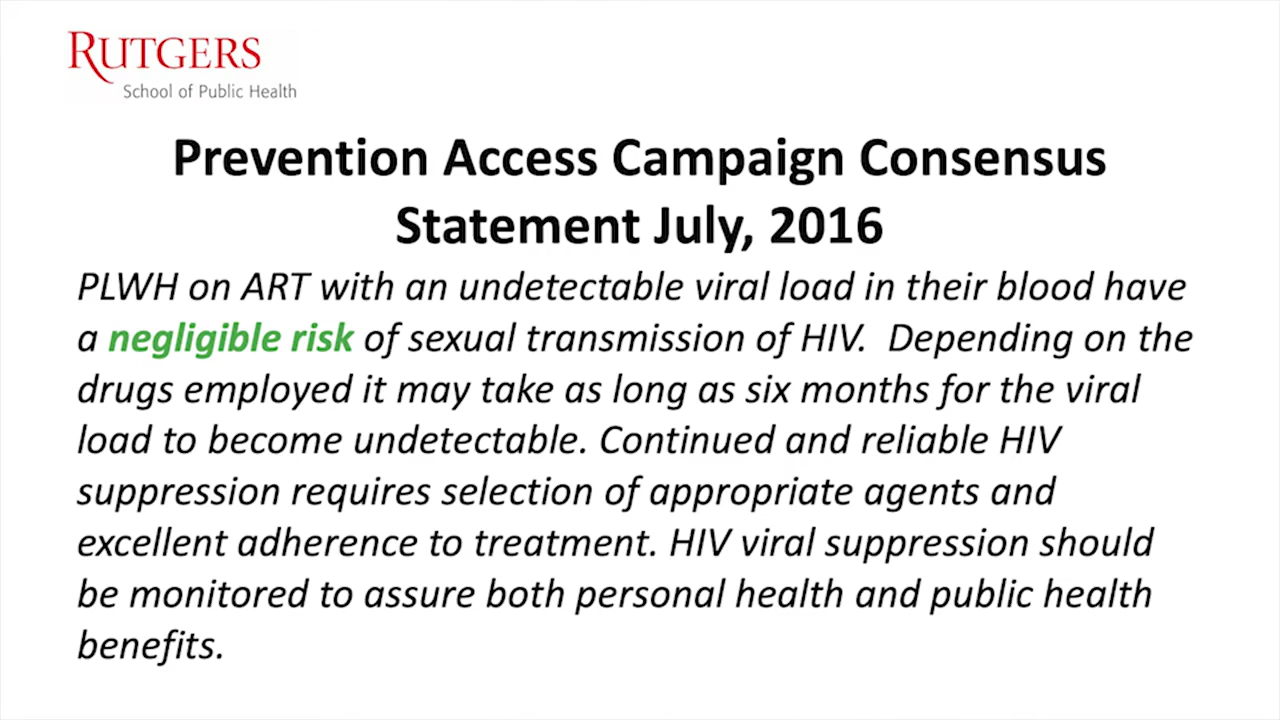 RUTGERS
School of Public Health
Prevention Access Campaign Consensus
Statement July, 2016
PLWH on ART with an undetectable viral load in their blood have
a negligible risk of sexual transmission of HIV.  Depending on the
drugs employed it may take as long as six months for the viral
load to become undetectable. Continued and reliable HIV
suppression requires selection of appropriate agents and
excellent adherence to treatment. HIV viral suppression should
be monitored to assure both personal health and public health
benefits.